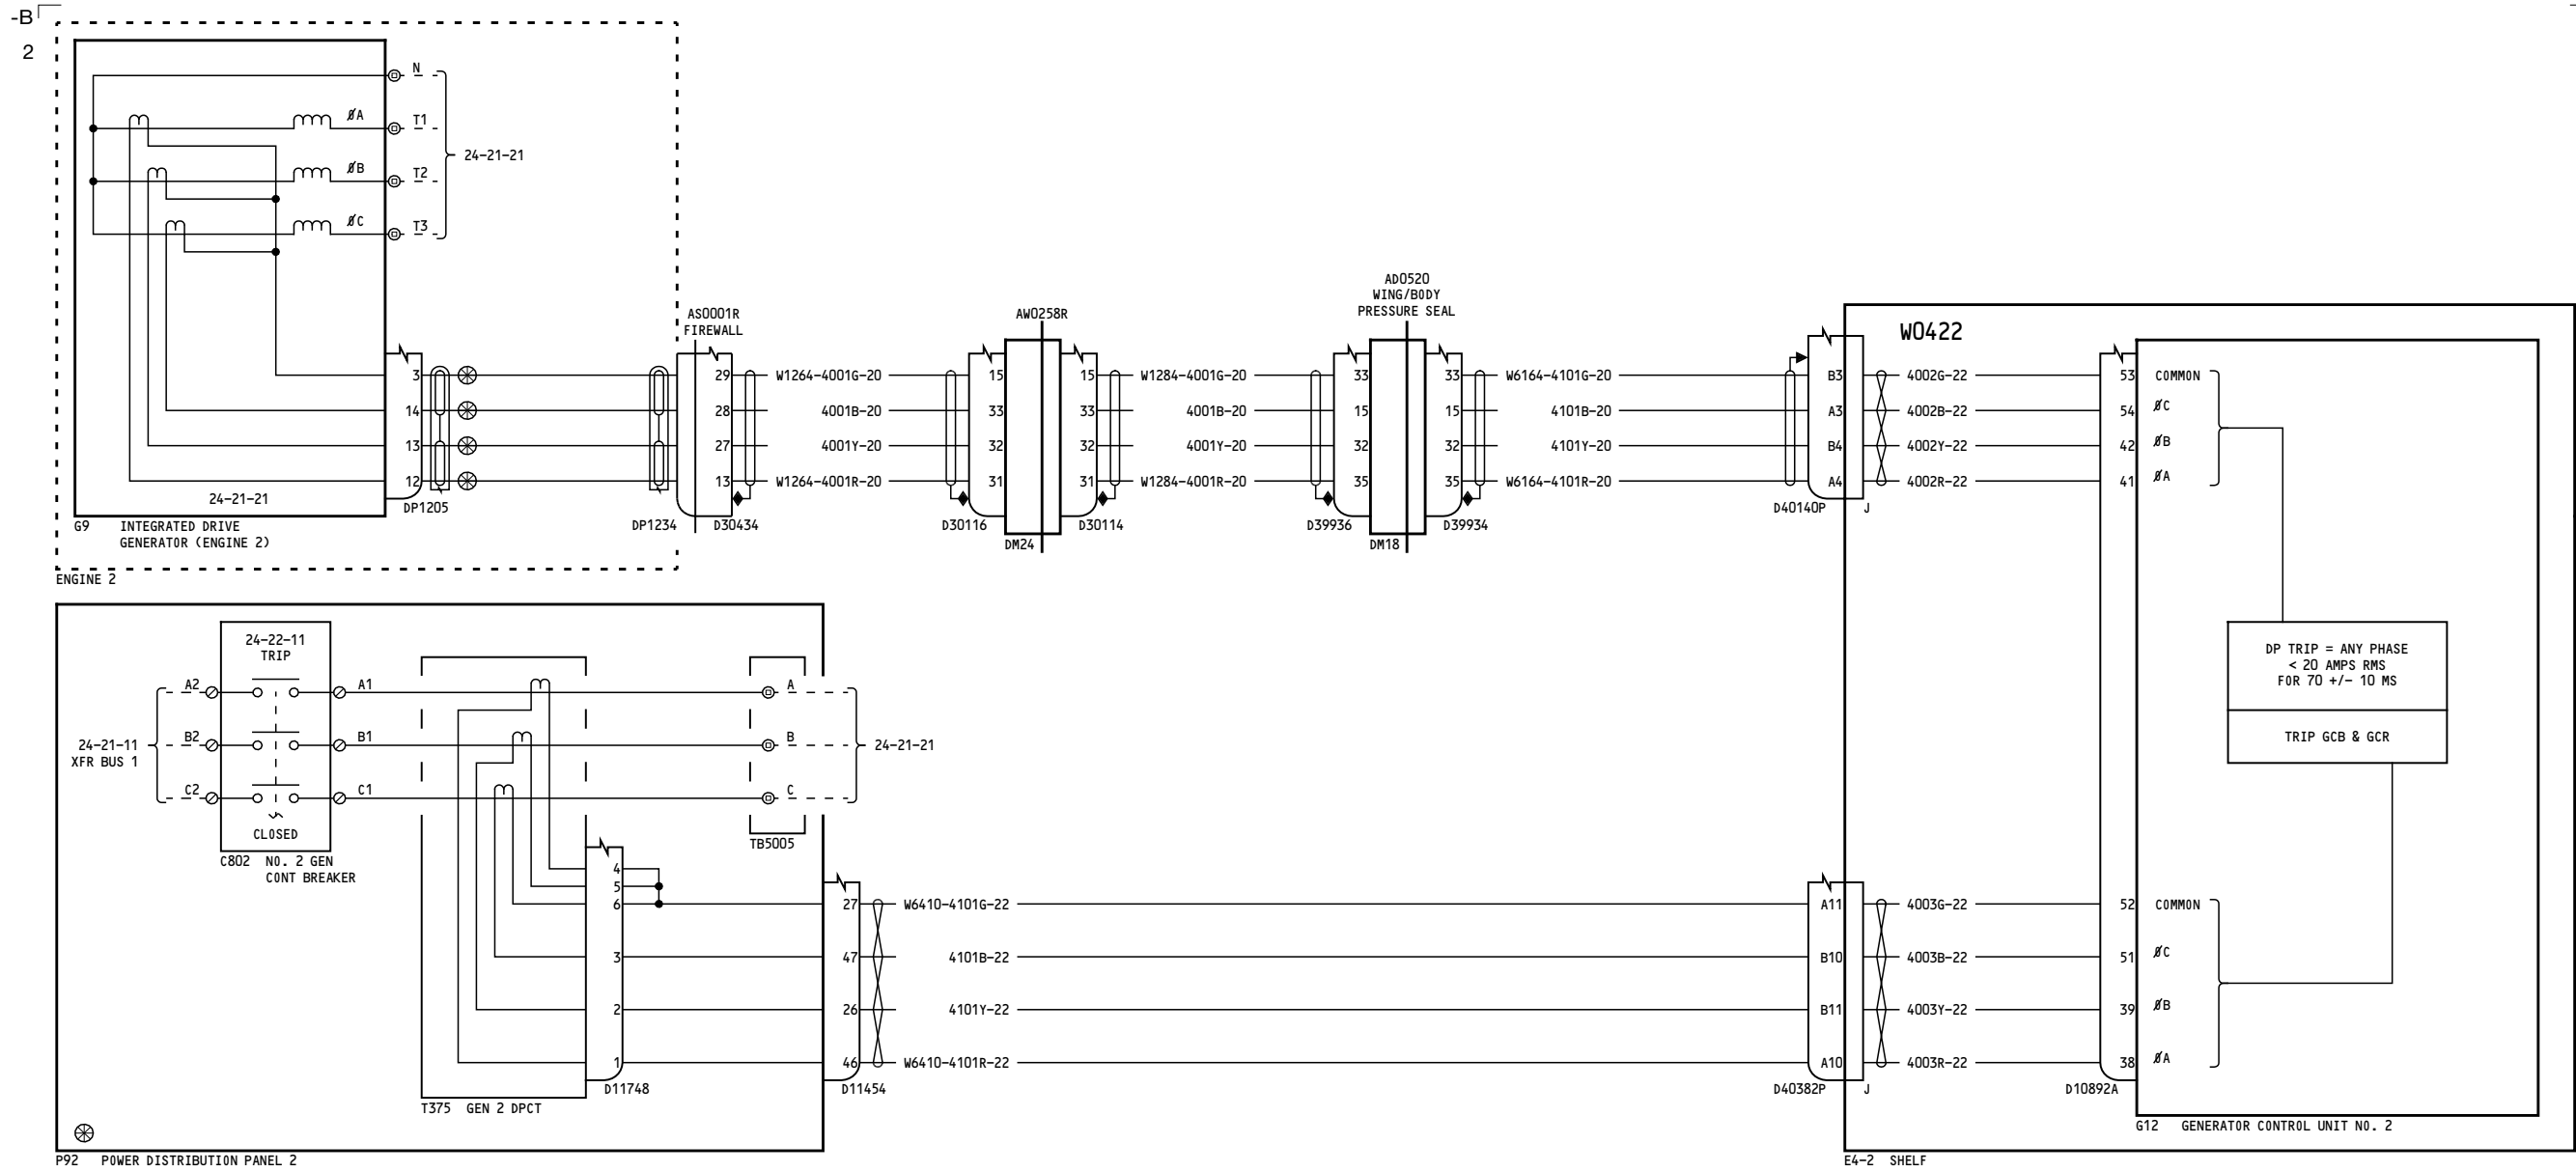 -B
2
N
ØA
T1
24-21-21
ØB
T2
ØC
T3
AD0520
WING/BODY
PRESSURE SEAL
AS0001R
FIREWALL
AW0258R
W0422
3
29
W1264-4001G-20
15
15
W1284-4001G-20
33
33
W6164-4101G-20
B3
4002G-22
53
COMMON
14
28
4001B-20
33
33
4001B-20
15
15
4101B-20
A3
4002B-22
54
ØC
13
27
4001Y-20
32
32
4001Y-20
32
32
4101Y-20
B4
4002Y-22
42
ØB
12
13
W1264-4001R-20
31
31
W1284-4001R-20
35
35
W6164-4101R-20
A4
4002R-22
41
ØA
24-21-21
DP1205
D40140P
J
G9 INTEGRATED DRIVE
GENERATOR (ENGINE 2)
DP1234
D30434
D30116
D30114
D39936
D39934
DM24
DM18
ENGINE 2
24-22-11
TRIP
A2
A1
A
B2
B1
B
24-21-11
XFR BUS 1
24-21-21
C2
C1
C
CLOSED
TB5005
C802 NO. 2 GEN
CONT BREAKER
DP TRIP = ANY PHASE
< 20 AMPS RMS
FOR 70 +/- 10 MS
TRIP GCB & GCR
4
5
6
27
W6410-4101G-22
A11
4003G-22
52
COMMON
3
47
4101B-22
B10
4003B-22
51
ØC
2
26
4101Y-22
B11
4003Y-22
39
ØB
1
46
W6410-4101R-22
A10
4003R-22
38
ØA
D11748
D11454
D40382P
J
D10892A
T375 GEN 2 DPCT
G12 GENERATOR CONTROL UNIT NO. 2
P92 POWER DISTRIBUTION PANEL 2
E4-2 SHELF